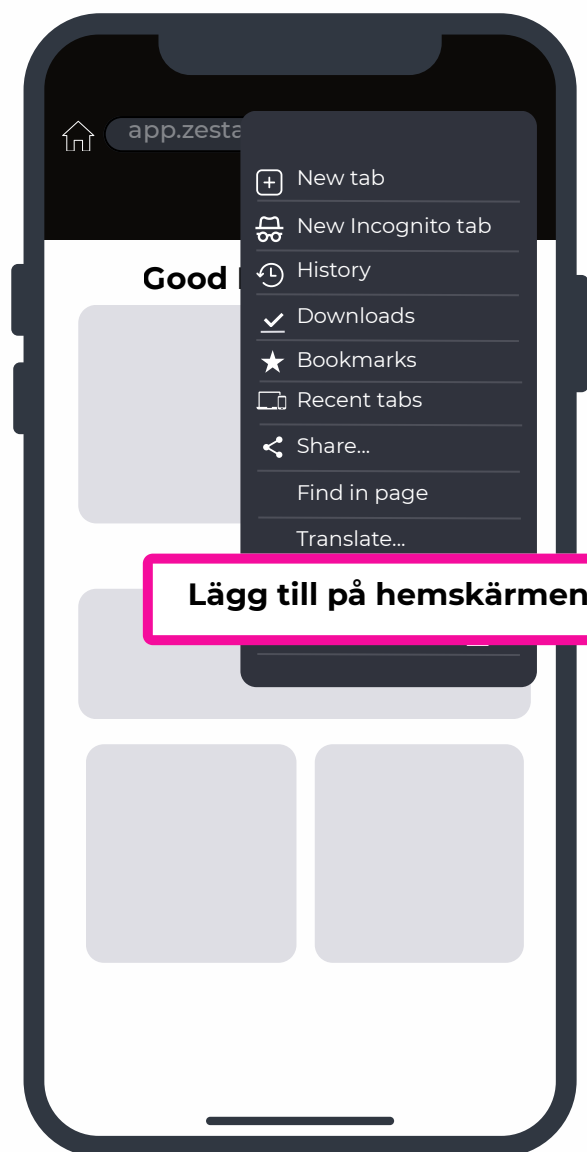 app.zesta
New tab
New Incognito tab
Good
History
Downloads
Bookmarks
Recent tabs
Share...
Find in page
Translate...
Lägg till på hemskärmen